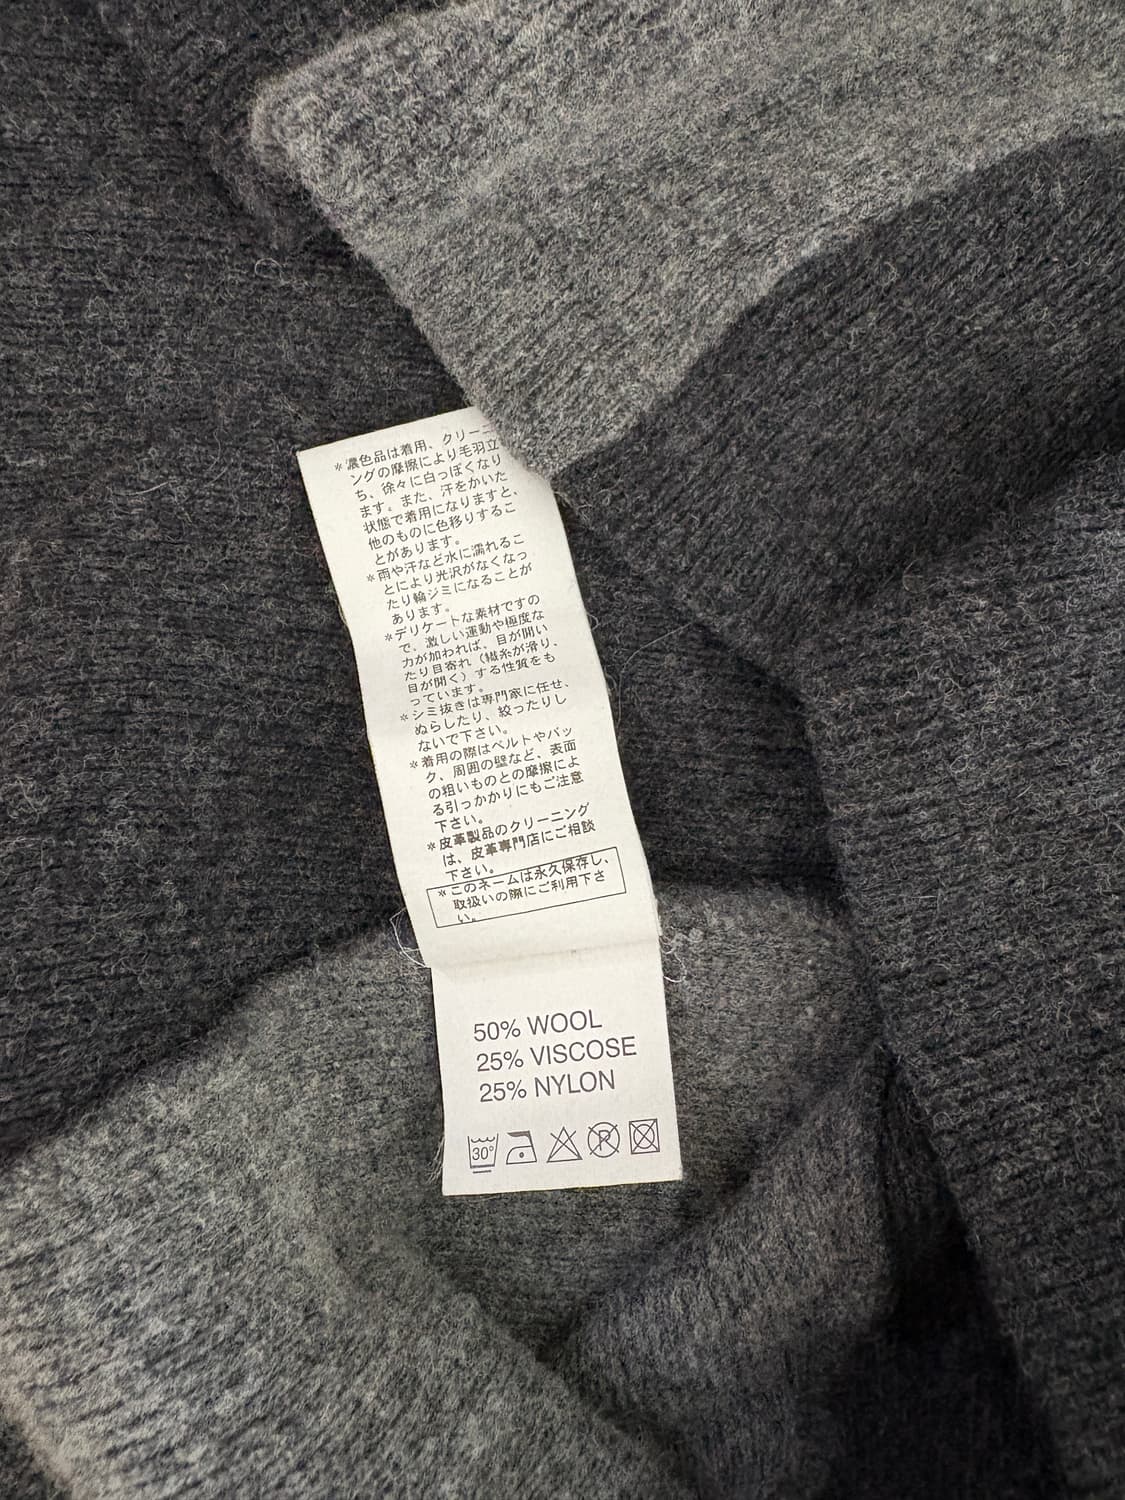 *濃色品は着用、クリーニ
ングの摩擦により毛羽立
ち、徐々に白っぽくなり
ます。また、汗をかいた
状態で着用になりますと、
他のものに色移りするこ
とがあります。
*雨や汗など水に濡れるこ
とにより光沢がなくなっ
たり輪ジミになることが
あります。
*デリケートな素材ですの
で、激しい運動や極度な
力が加われば、目が開い
たり目寄れ(繊糸が滑り、
目が開く)する性質をも
っています。
*シミ抜きは専門家に任せ、
ぬらしたり、絞ったりし
ないで下さい。
*着用の際はベルトやバッ
ク、周囲の壁など、表面
の粗いものとの摩擦によ
る引っかかりにもご注意
下さい。
*皮革製品のクリーニング
は、皮革専門店にご相談
下さい。
*このネームは永久保存し、
取扱いの際にご利用下さ
い。
50% WOOL
25% VISCOSE
25% NYLON
30° P